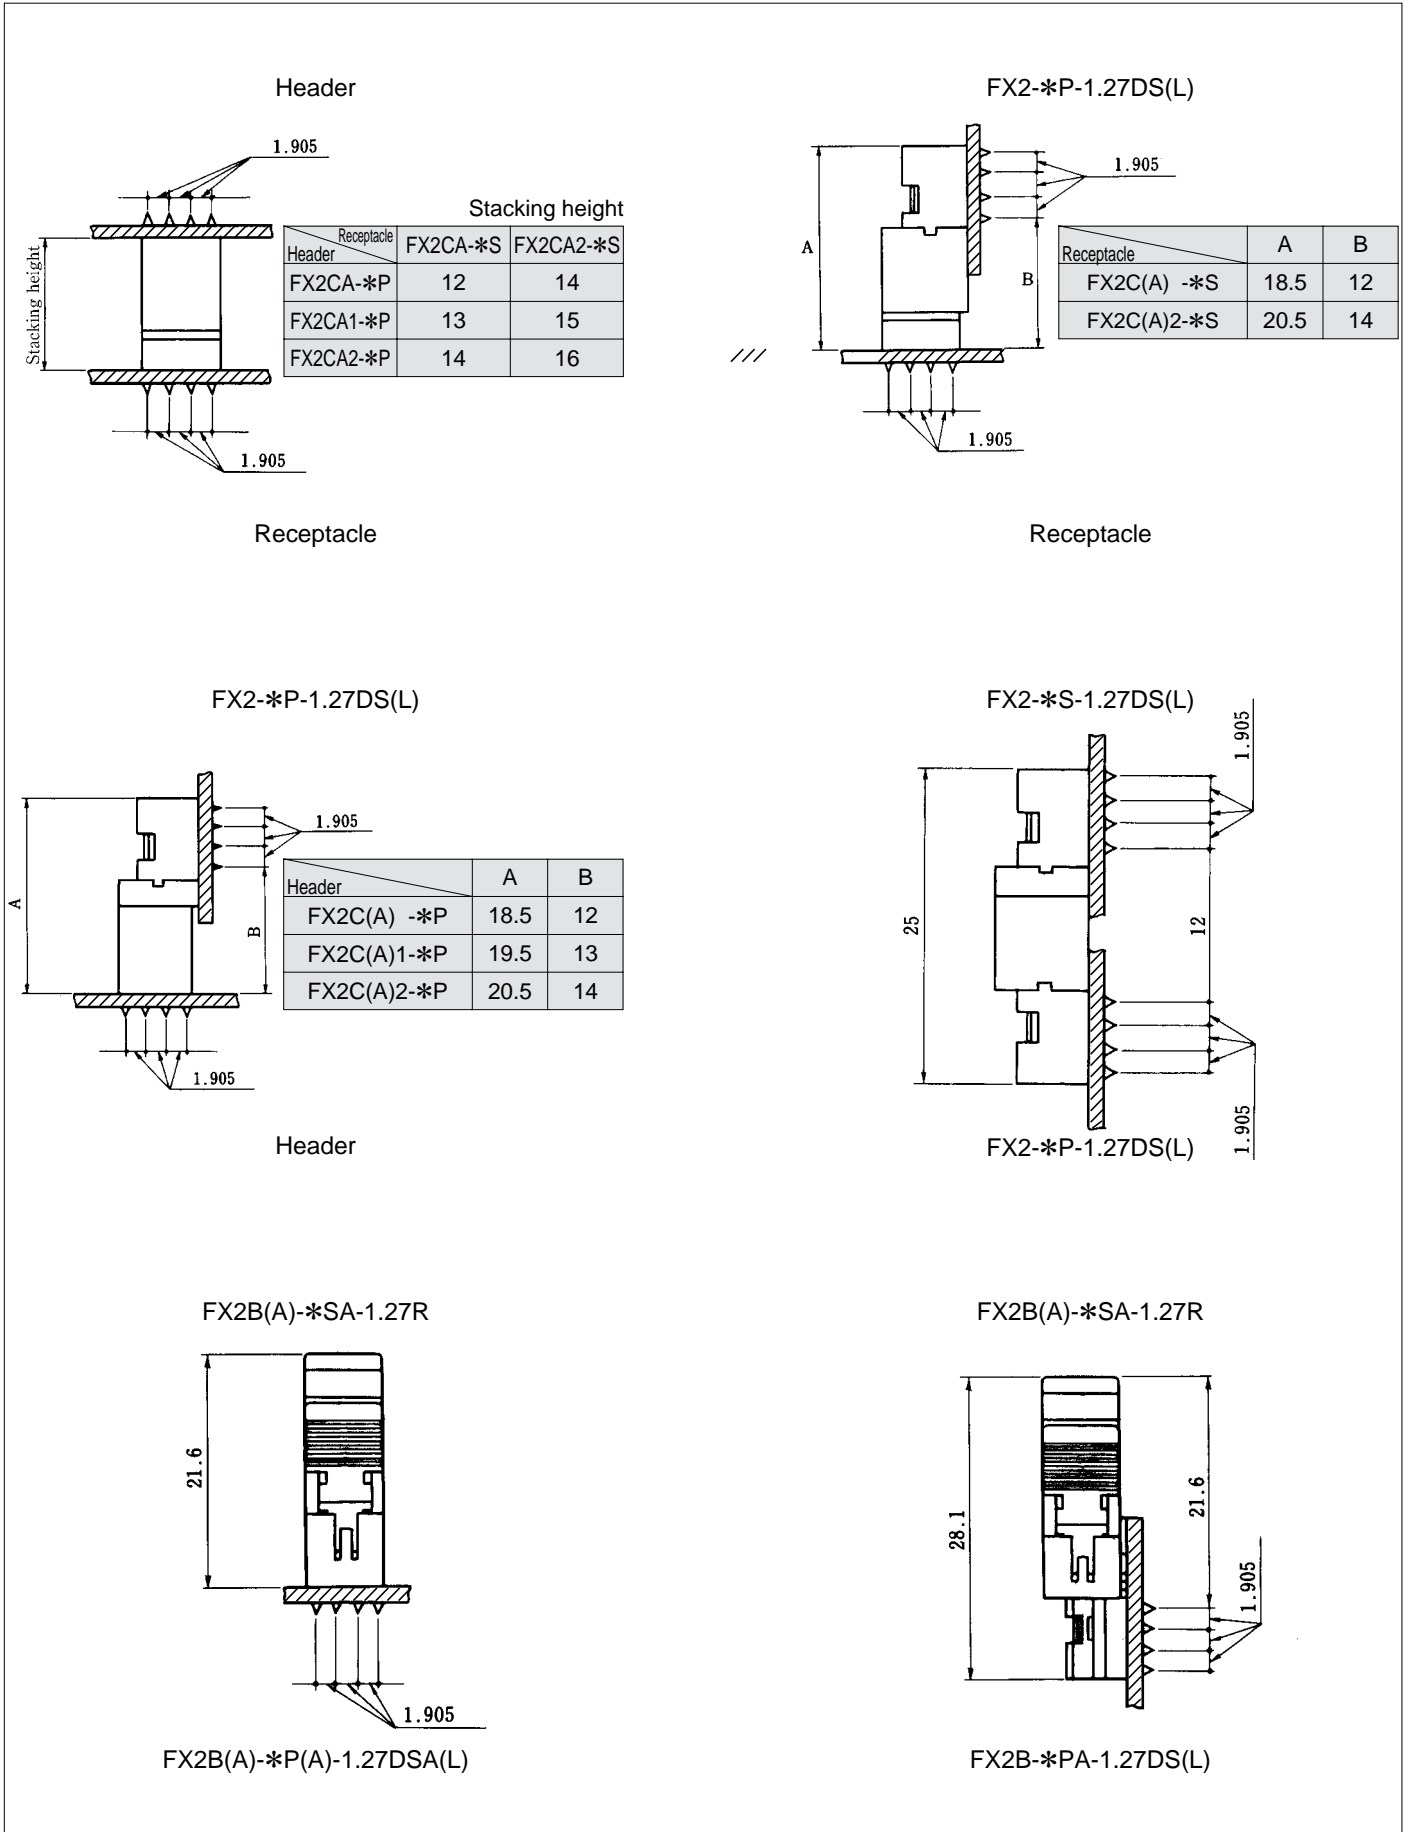 Header
1.905
Stacking height
Stacking height
Header Receptacle FX2CA-*S FX2CA2-*S
FX2CA-*P 12 14
FX2CA1-*P 13 15
FX2CA2-*P 14 16
1.905
Receptacle
FX2-*P-1.27DS(L)
1.905
A
B
Receptacle A B
FX2C(A) -*S 18.5 12
FX2C(A)2-*S 20.5 14
1.905
Receptacle
FX2-*P-1.27DS(L)
1.905
A
B
Header A B
FX2C(A) -*P 18.5 12
FX2C(A)1-*P 19.5 13
FX2C(A)2-*P 20.5 14
1.905
Header
FX2-*S-1.27DS(L)
1.905
25
12
1.905
FX2-*P-1.27DS(L)
FX2B(A)-*SA-1.27R
21.6
1.905
FX2B(A)-*P(A)-1.27DSA(L)
FX2B(A)-*SA-1.27R
28.1
21.6
1.905
FX2B-*PA-1.27DS(L)